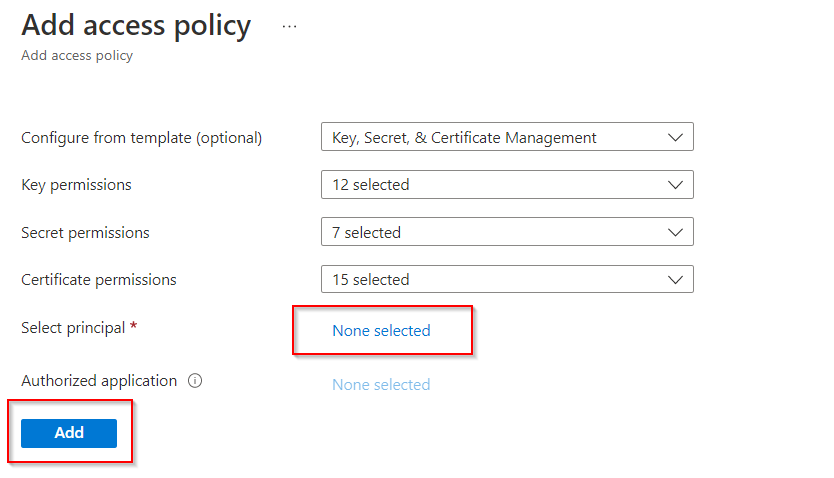 Add access policy ...
Add access policy
Configure from template (optional) Key, Secret, & Certificate Management
Key permissions 12 selected
Secret permissions 7 selected
Certificate permissions 15 selected
Select principal * None selected
Authorized application None selected
Add